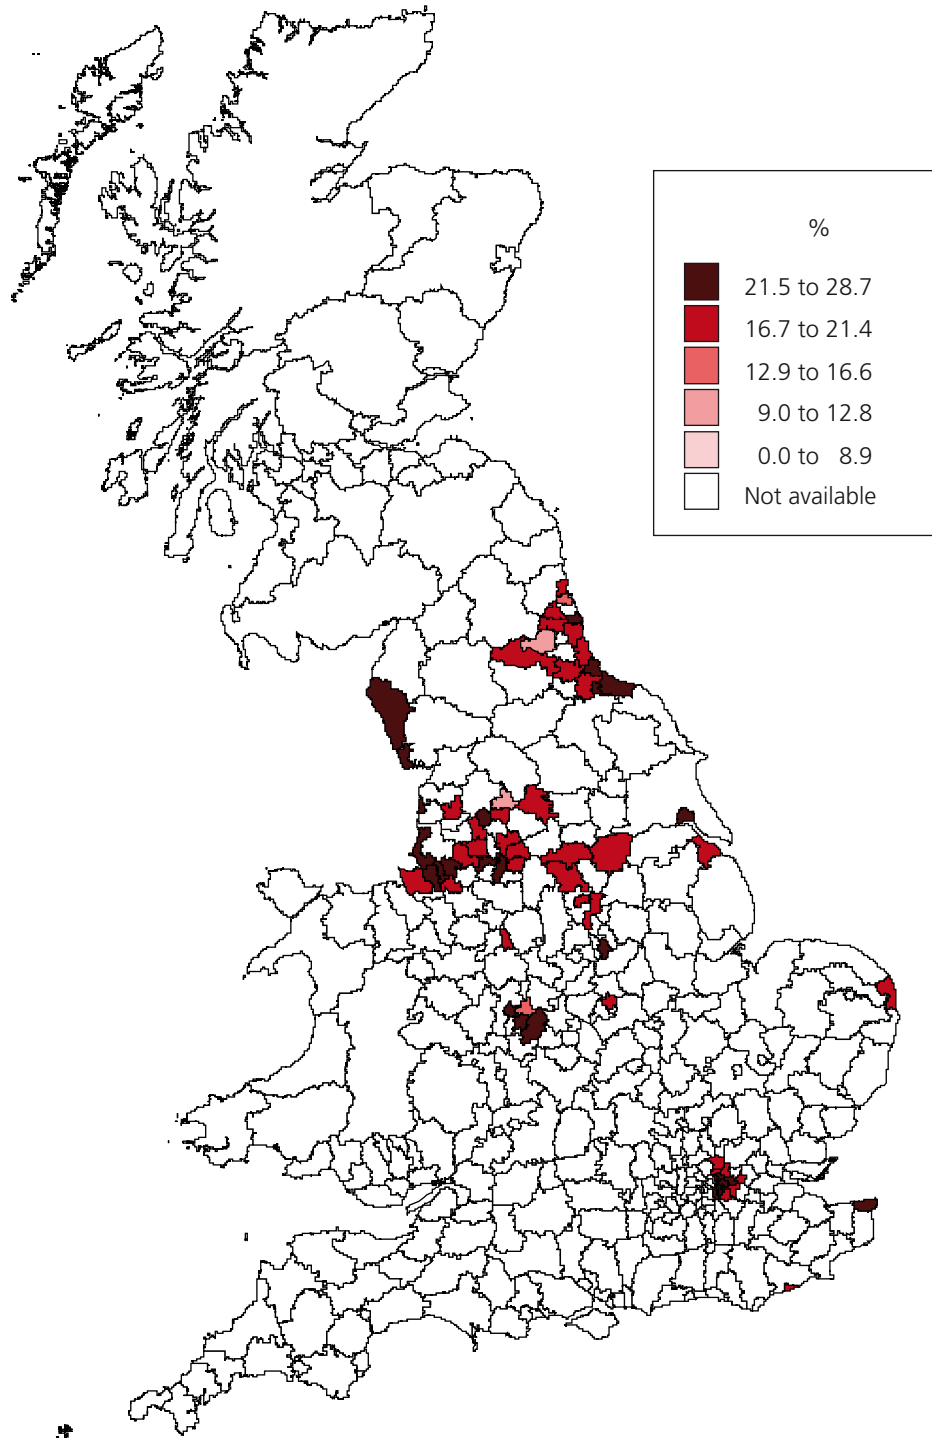 %
21.5 to 28.7
16.7 to 21.4
12.9 to 16.6
9.0 to 12.8
0.0 to 8.9
Not available